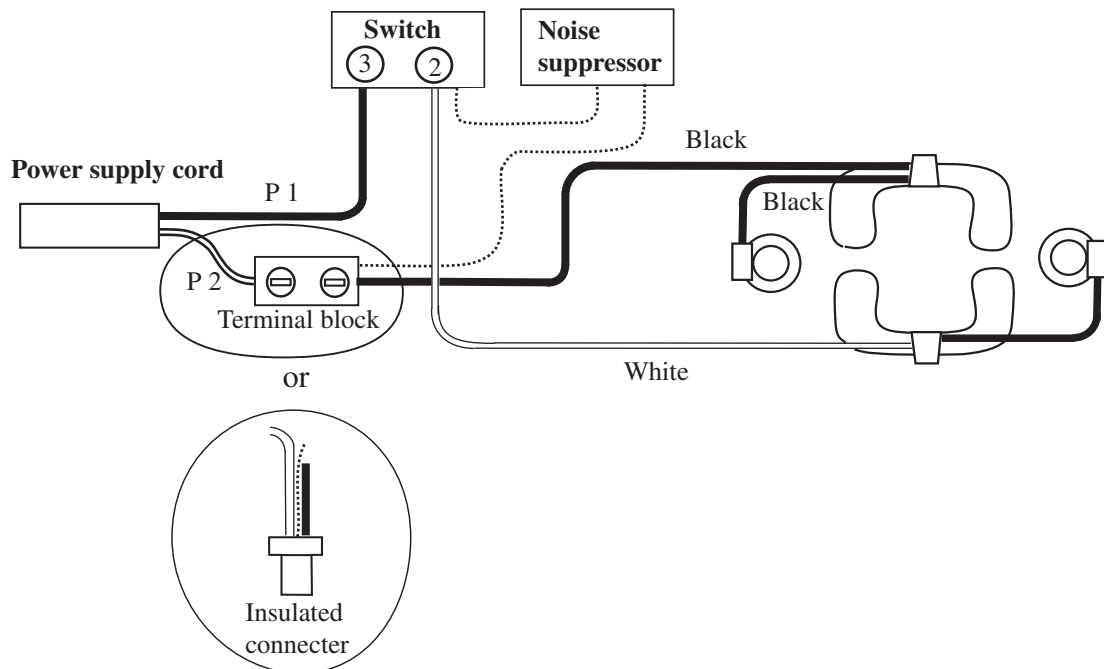 Switch
3
2
Noise
suppressor
Black
Power supply cord
P 1
Black
P 2
Terminal block
or
White
Insulated
connecter